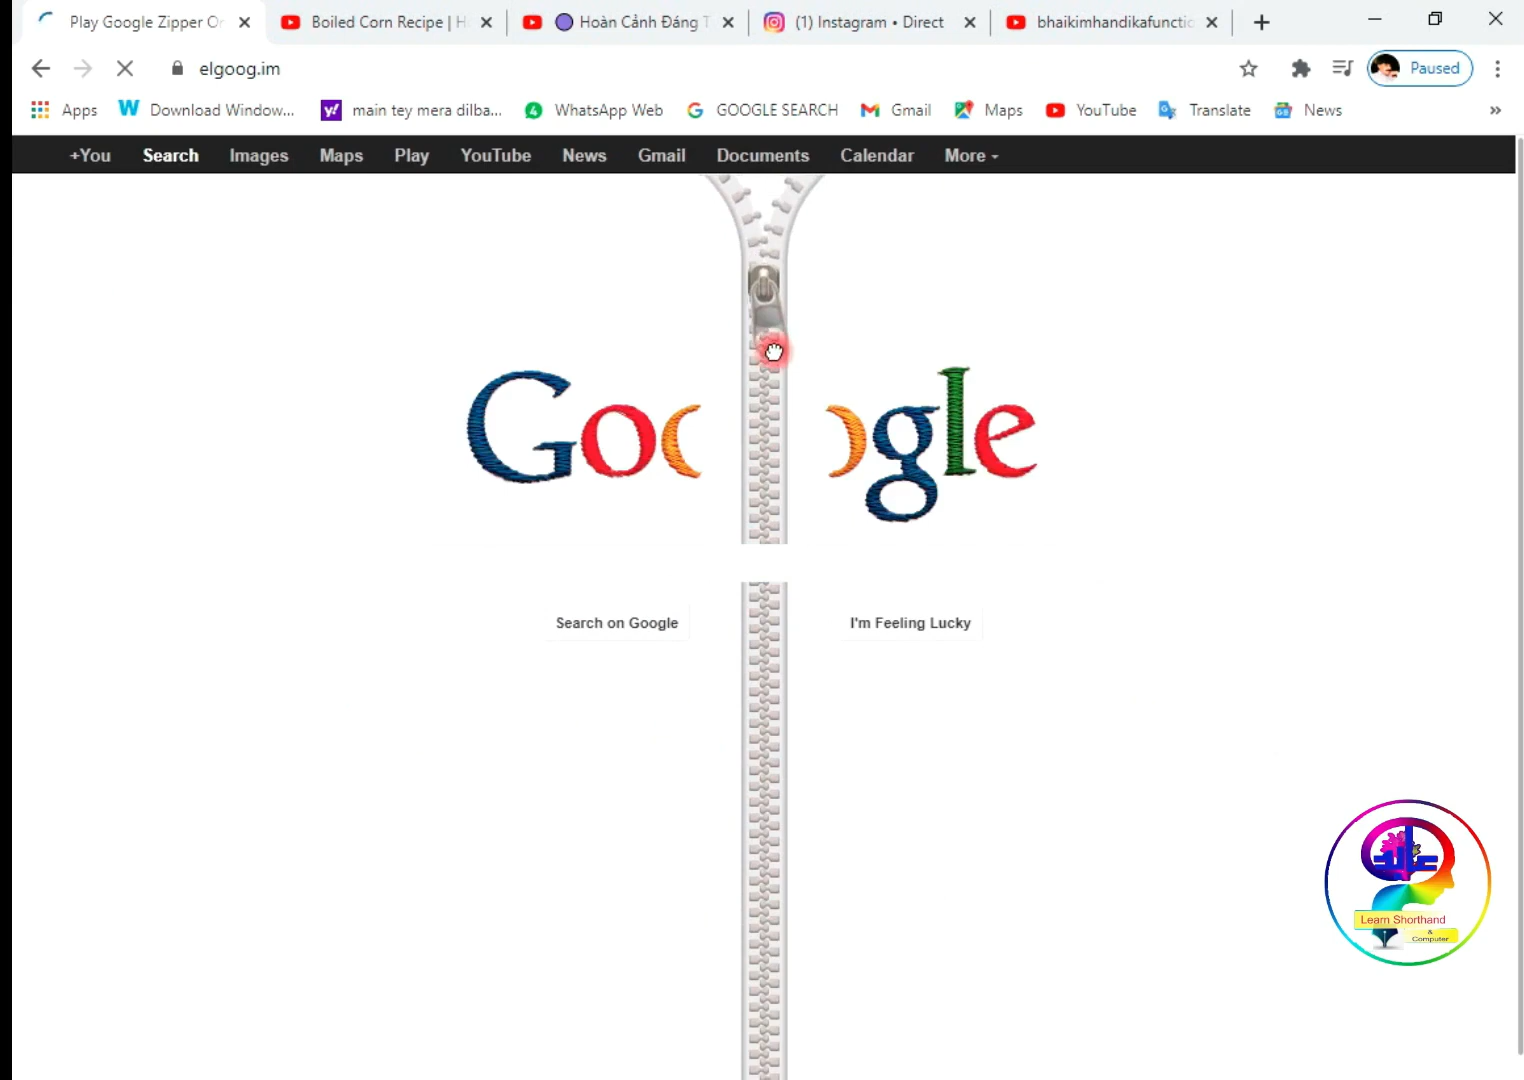 Play Google Zipper Or
Boiled Corn Recipe | H
Hoàn Cảnh Đáng T
(1) Instagram • Direct
bhaikimhandikafunctio
elgoog.im
Paused
Apps
Download Window...
main tey mera dilba...
WhatsApp Web
GOOGLE SEARCH
Gmail
Maps
YouTube
Translate
News
+You
Search
Images
Maps
Play
YouTube
News
Gmail
Documents
Calendar
More
Google
Search on Google
I'm Feeling Lucky
Learn Shorthand
&
Computer